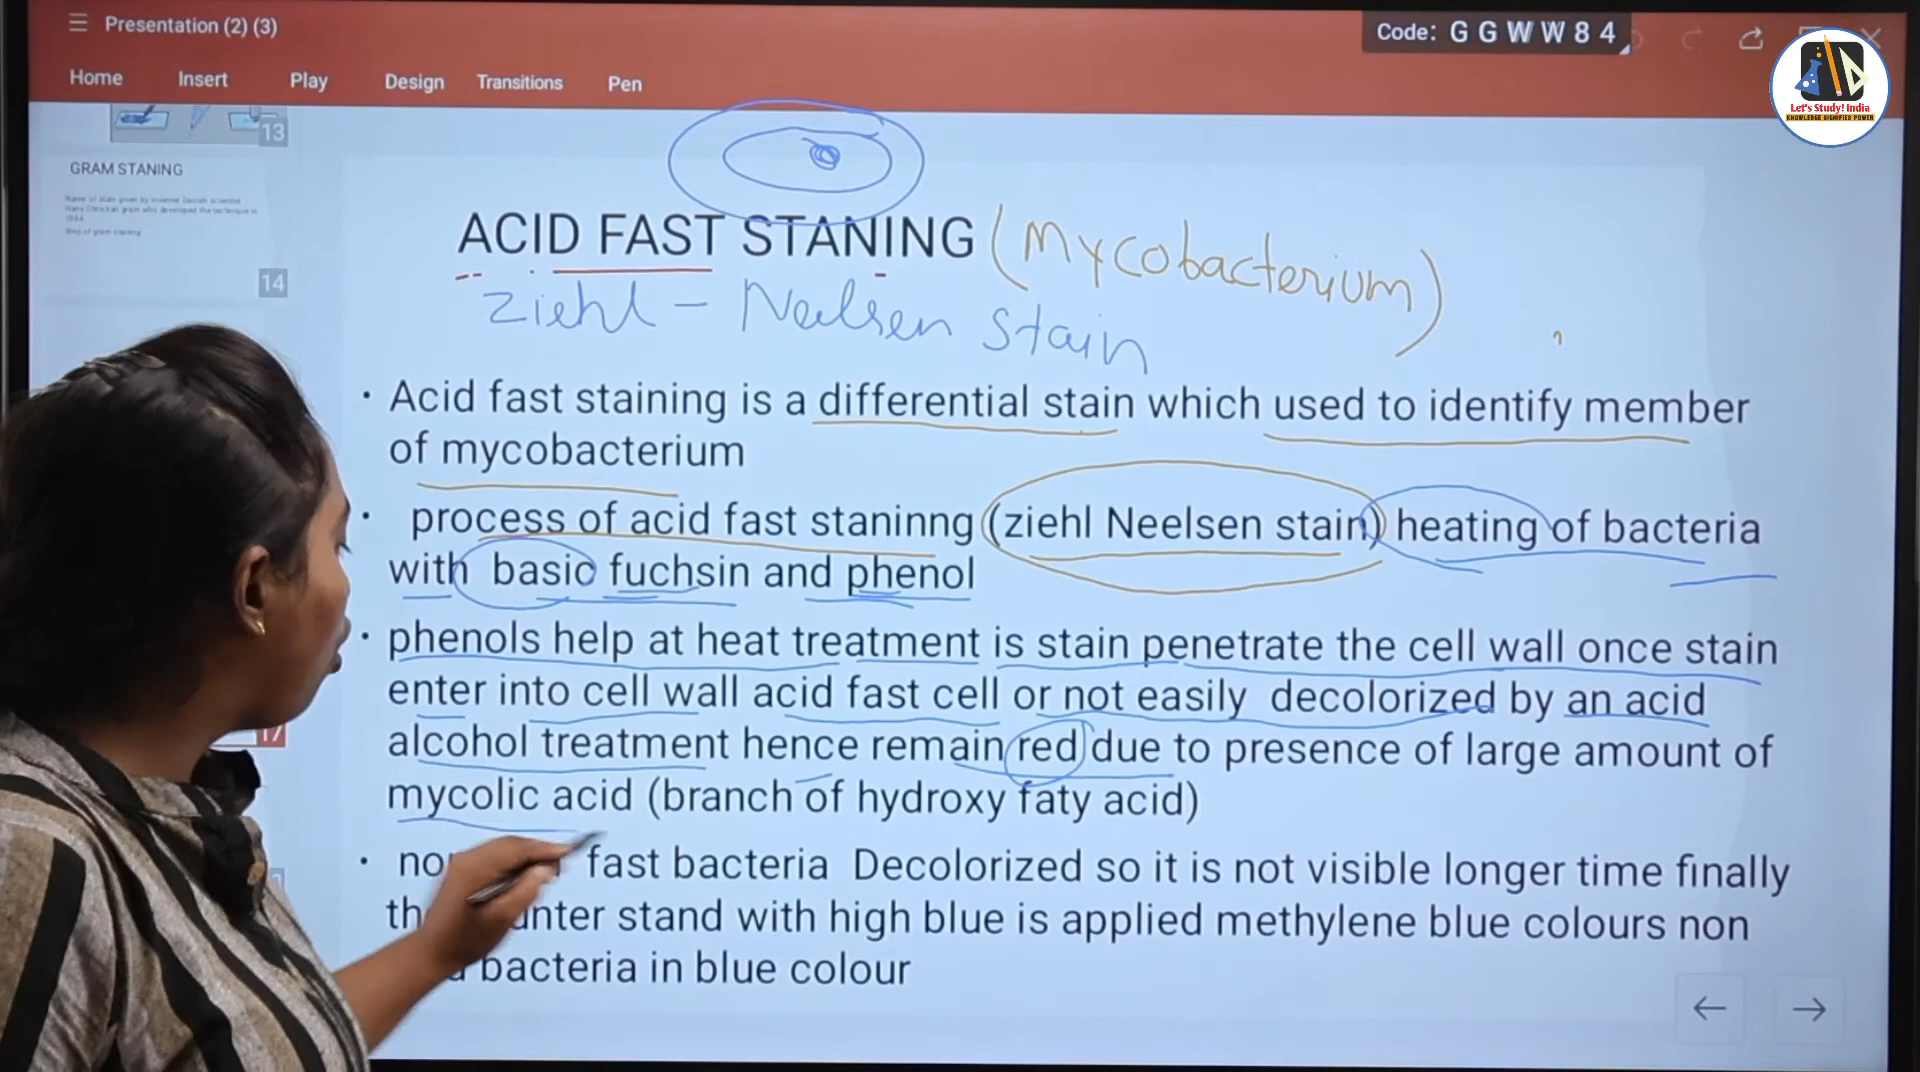 Presentation (2) (3)
Code: G G W W 8 4
Home Insert Play Design Transitions Pen
Let's Study! India
KNOWLEDGE SIGNIFIES POWER
13
GRAM STANING
14
17
ACID FAST STANING (Mycobacterium)
Ziehl - Neelsen Stain
• Acid fast staining is a differential stain which used to identify member
of mycobacterium
• process of acid fast staninng (ziehl Neelsen stain) heating of bacteria
with basic fuchsin and phenol
• phenols help at heat treatment is stain penetrate the cell wall once stain
enter into cell wall acid fast cell or not easily decolorized by an acid
alcohol treatment hence remain red due to presence of large amount of
mycolic acid (branch of hydroxy faty acid)
• fast bacteria Decolorized so it is not visible longer time finally
stand with high blue is applied methylene blue colours non
bacteria in blue colour